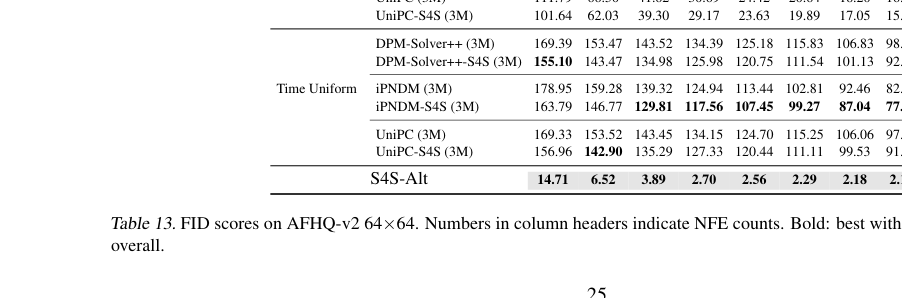 UniPC-S4S (3M) 101.64 62.03 39.30 29.17 23.63 19.89 17.05 15.
DPM-Solver++ (3M) 169.39 153.47 143.52 134.39 125.18 115.83 106.83 98.
DPM-Solver++-S4S (3M) 155.10 143.47 134.98 125.98 120.75 111.54 101.13 92.
Time Uniform iPNDM (3M) 178.95 159.28 139.32 124.94 113.44 102.81 92.46 82.
iPNDM-S4S (3M) 163.79 146.77 129.81 117.56 107.45 99.27 87.04 77.
UniPC (3M) 169.33 153.52 143.45 134.15 124.70 115.25 106.06 97.
UniPC-S4S (3M) 156.96 142.90 135.29 127.33 120.44 111.11 99.53 91.
S4S-Alt 14.71 6.52 3.89 2.70 2.56 2.29 2.18 2.
Table 13. FID scores on AFHQ-v2 64×64. Numbers in column headers indicate NFE counts. Bold: best with
overall.
25